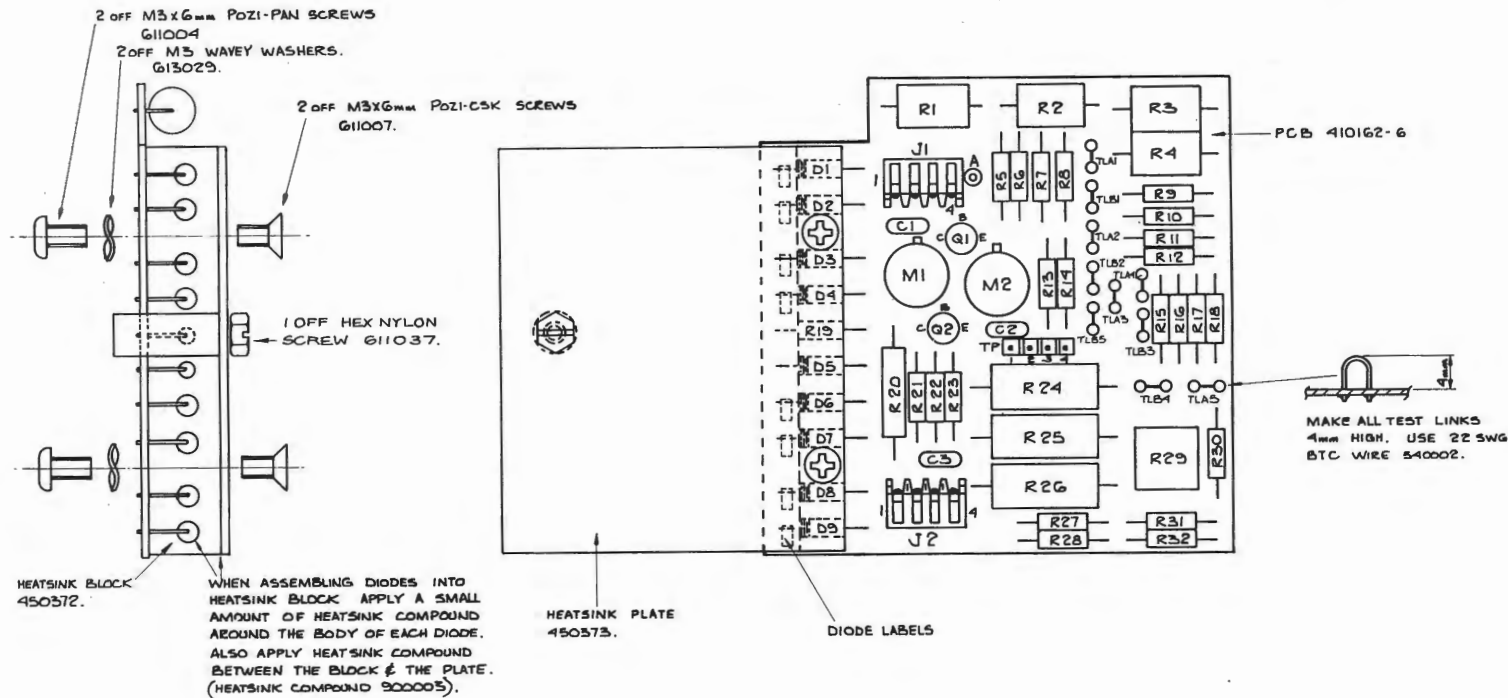 2 OFF M3x6mm POZI-PAN SCREWS
611004
2OFF M3 WAVEY WASHERS.
613029.
2 OFF M3X6mm POZI-CSK SCREWS
611007.
1 OFF HEX NYLON
SCREW 611037.
HEATSINK BLOCK
450372.
WHEN ASSEMBLING DIODES INTO
HEATSINK BLOCK APPLY A SMALL
AMOUNT OF HEATSINK COMPOUND
AROUND THE BODY OF EACH DIODE.
ALSO APPLY HEATSINK COMPOUND
BETWEEN THE BLOCK & THE PLATE.
(HEATSINK COMPOUND 900003).
HEATSINK PLATE
450373.
DIODE LABELS
D1
D2
D3
D4
R19
D5
D6
D7
D8
D9
R1
R2
R3
R4
PCB 410162-6
J1
1
4
A
R5
R6
R7
R8
TLA1
TLB1
TLA2
TLB2
TLA4
TLA3
TLB5
TLB3
R9
R10
R11
R12
C1
B
C
Q1
E
M1
M2
R13
R14
R15
R16
R17
R18
B
C
Q2
E
C2
TP
1
2
3
4
R20
R21
R22
R23
R24
R25
R26
TLB4
TLA5
C3
1
4
J2
R29
R30
R27
R28
R31
R32
4mm
MAKE ALL TEST LINKS
4mm HIGH. USE 22 SWG
BTC WIRE 540002.